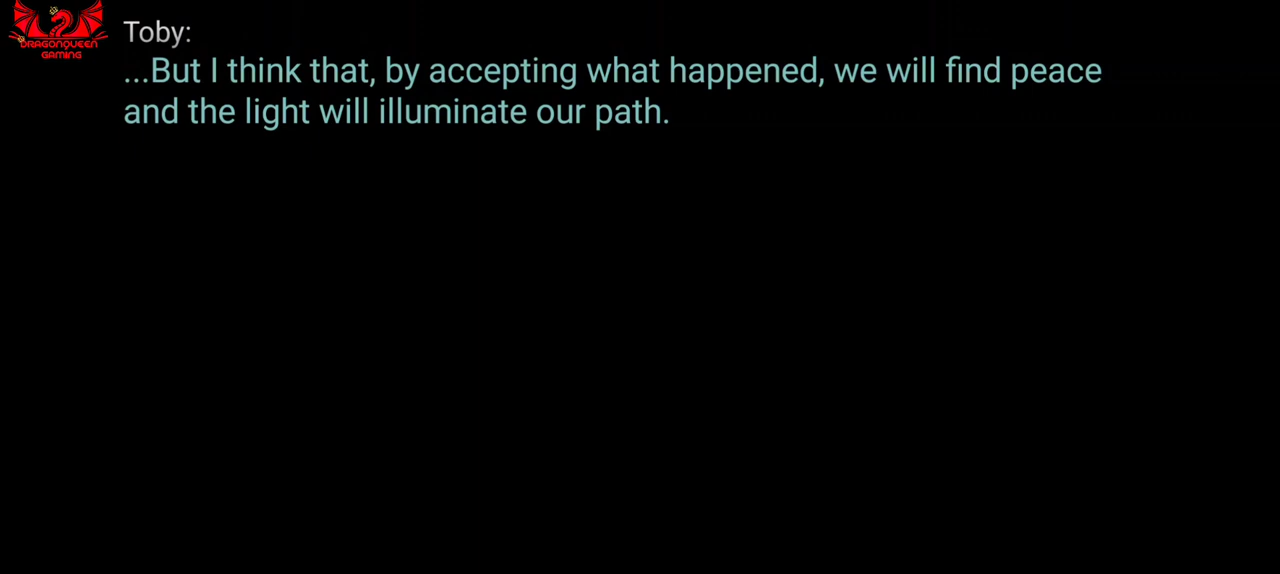 DRAGONQUEEN
GAMING
Toby:
...But I think that, by accepting what happened, we will find peace
and the light will illuminate our path.